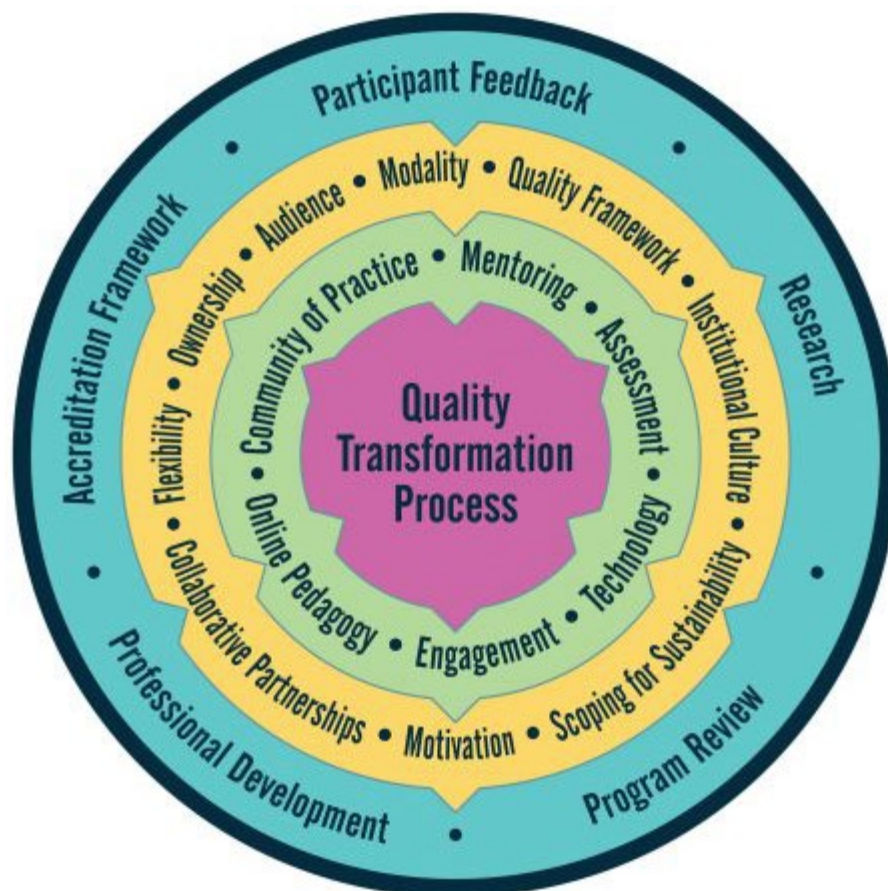 Participant Feedback
Research
Program Review
Professional Development
Accreditation Framework
Modality
Quality Framework
Institutional Culture
Scoping for Sustainability
Motivation
Collaborative Partnerships
Flexibility
Ownership
Audience
Mentoring
Assessment
Technology
Engagement
Online Pedagogy
Community of Practice
Quality
Transformation
Process